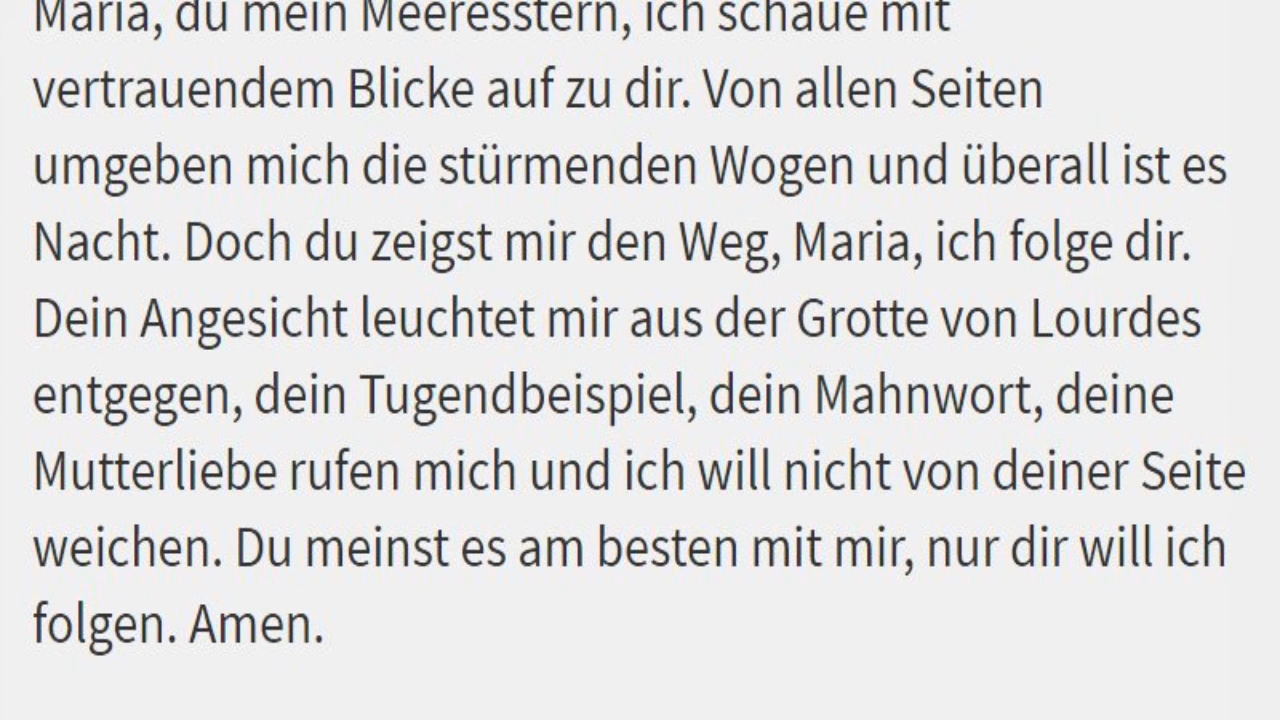 Maria, du mein Meeresstern, ich schaue mit
vertrauendem Blicke auf zu dir. Von allen Seiten
umgeben mich die stürmenden Wogen und überall ist es
Nacht. Doch du zeigst mir den Weg, Maria, ich folge dir.
Dein Angesicht leuchtet mir aus der Grotte von Lourdes
entgegen, dein Tugendbeispiel, dein Mahnwort, deine
Mutterliebe rufen mich und ich will nicht von deiner Seite
weichen. Du meinst es am besten mit mir, nur dir will ich
folgen. Amen.